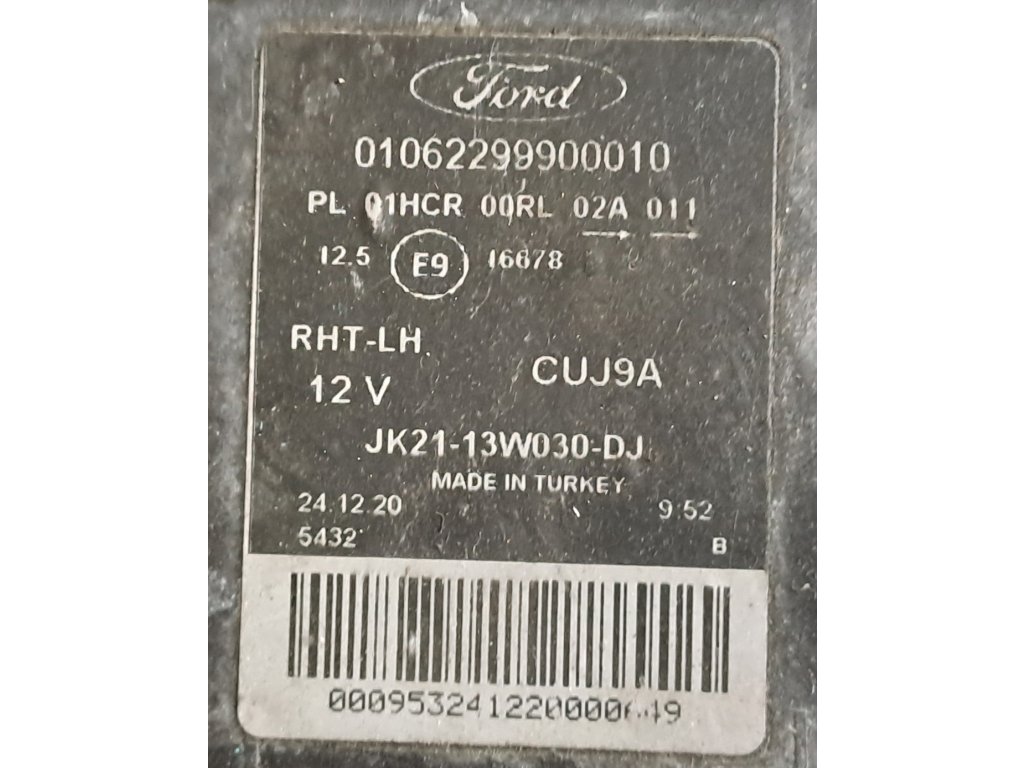 Ford
01062299900010
PL 01HCR 00RL 02A 011
12.5 E9 16678
RHT-LH
12 V CUJ9A
JK21-13W030-DJ
MADE IN TURKEY
24.12.20 9:52
5432 B